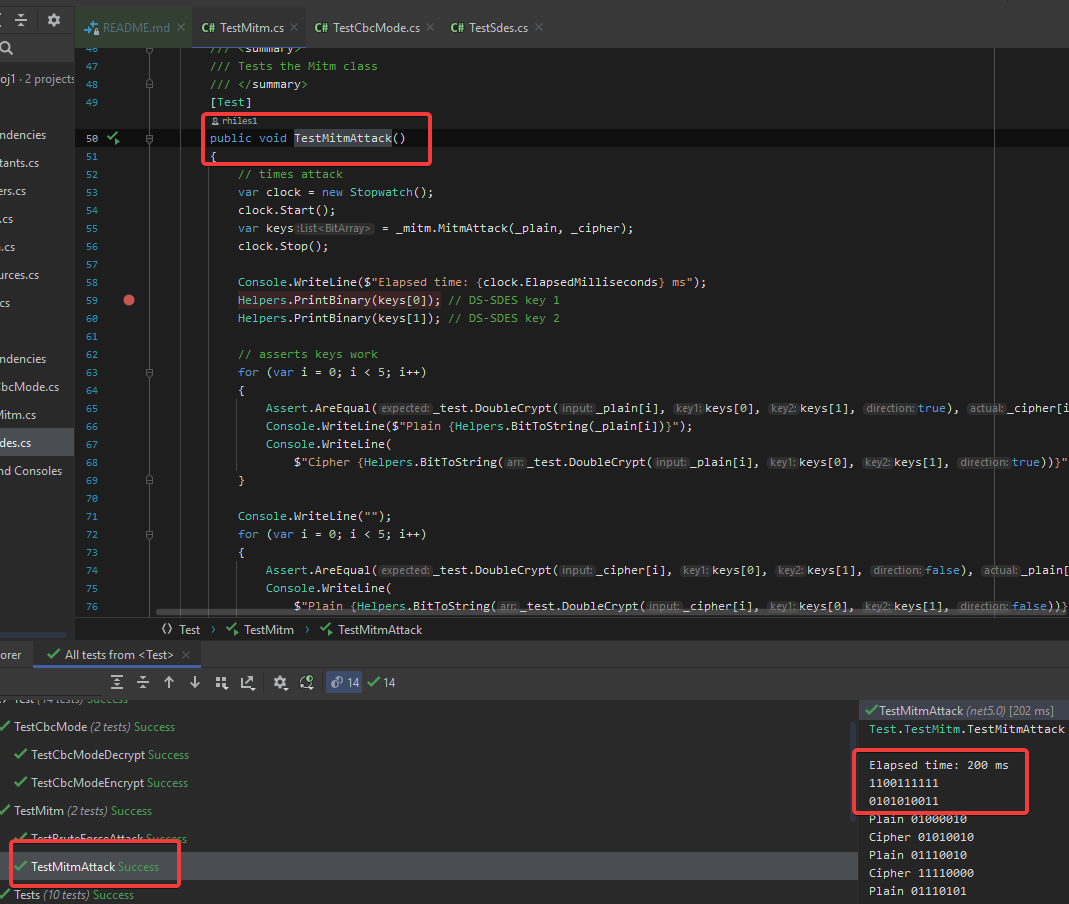 README.md
C# TestMitm.cs
C# TestCbcMode.cs
C# TestSdes.cs
oj1 · 2 projects
ndencies
tants.cs
ers.cs
.cs
.cs
urces.cs
cs
ndencies
CbcMode.cs
Mitm.cs
des.cs
nd Consoles
46 /// <summary>
47 /// Tests the Mitm class
48 /// </summary>
49 [Test]
rhiles1
50 public void TestMitmAttack()
51 {
52 // times attack
53 var clock = new Stopwatch();
54 clock.Start();
55 var keys :List<BitArray> = _mitm.MitmAttack(_plain, _cipher);
56 clock.Stop();
57
58 Console.WriteLine($"Elapsed time: {clock.ElapsedMilliseconds} ms");
59 Helpers.PrintBinary(keys[0]); // DS-SDES key 1
60 Helpers.PrintBinary(keys[1]); // DS-SDES key 2
61
62 // asserts keys work
63 for (var i = 0; i < 5; i++)
64 {
65 Assert.AreEqual( expected: _test.DoubleCrypt( input: _plain[i], key1: keys[0], key2: keys[1], direction: true), actual: _cipher[i
66 Console.WriteLine($"Plain {Helpers.BitToString(_plain[i])}");
67 Console.WriteLine(
68 $"Cipher {Helpers.BitToString( arr: _test.DoubleCrypt( input: _plain[i], key1: keys[0], key2: keys[1], direction: true))}"
69 }
70
71 Console.WriteLine("");
72 for (var i = 0; i < 5; i++)
73 {
74 Assert.AreEqual( expected: _test.DoubleCrypt( input: _cipher[i], key1: keys[0], key2: keys[1], direction: false), actual: _plain[
75 Console.WriteLine(
76 $"Plain {Helpers.BitToString( arr: _test.DoubleCrypt( input: _cipher[i], key1: keys[0], key2: keys[1], direction: false))}
Test › TestMitm › TestMitmAttack
orer
All tests from <Test>
14 14
Test (14 tests) Success
TestCbcMode (2 tests) Success
TestCbcModeDecrypt Success
TestCbcModeEncrypt Success
TestMitm (2 tests) Success
TestBruteForceAttack Success
TestMitmAttack Success
Tests (10 tests) Success
TestMitmAttack (net5.0) [202 ms]
Test.TestMitm.TestMitmAttack
Elapsed time: 200 ms
1100111111
0101010011
Plain 01000010
Cipher 01010010
Plain 01110010
Cipher 11110000
Plain 01110101